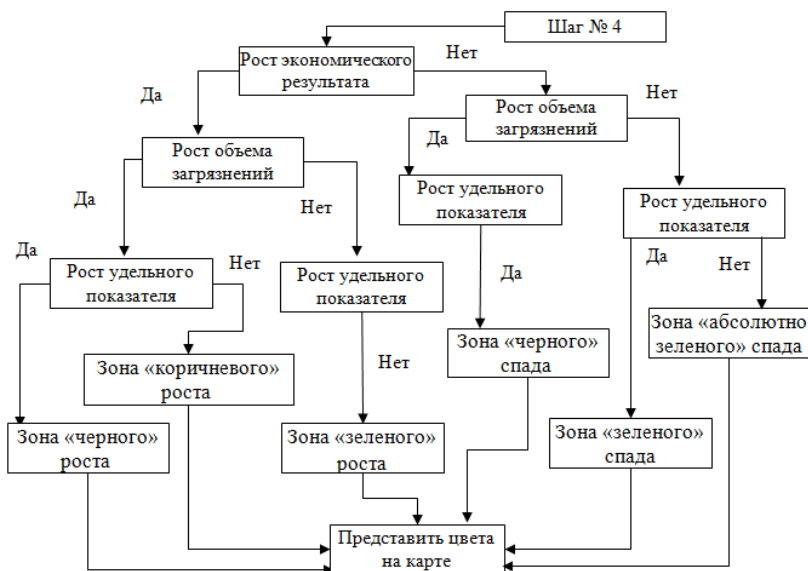 Шаг № 4
Рост экономического
результата
Нет
Да
Рост объема
загрязнений
Нет
Рост объема
загрязнений
Да
Да
Нет
Рост удельного
показателя
Рост удельного
показателя
Да
Нет
Рост удельного
показателя
Рост удельного
показателя
Да
Да
Нет
Зона «коричневого»
роста
Нет
Зона «черного»
спада
Зона «абсолютно
зеленого» спада
Зона «черного»
роста
Зона «зеленого»
роста
Зона «зеленого»
спада
Представить цвета
на карте